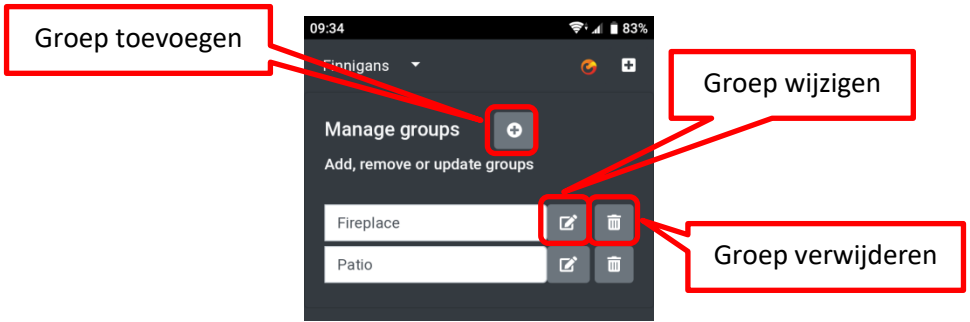 Groep toevoegen
09:34
83%
Finnigans
Groep wijzigen
Manage groups
Add, remove or update groups
Fireplace
Patio
Groep verwijderen